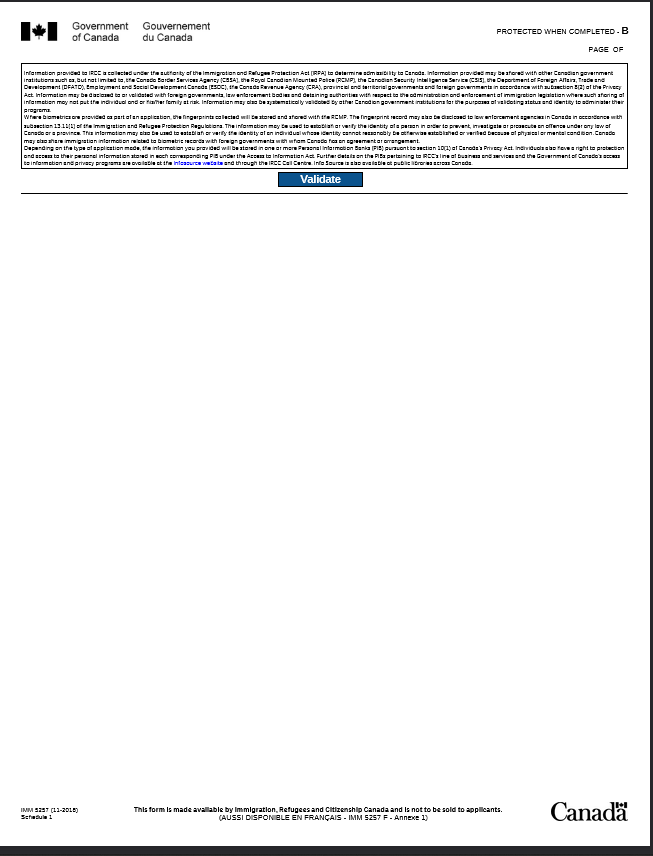 Government of Canada
Gouvernement du Canada
PROTECTED WHEN COMPLETED - B
PAGE OF
Information provided to IRCC is collected under the authority of the Immigration and Refugee Protection Act (IRPA) to determine admissibility to Canada. Information provided may be shared with other Canadian government
institutions such as, but not limited to, the Canada Border Services Agency (CBSA), the Royal Canadian Mounted Police (RCMP), the Canadian Security Intelligence Service (CSIS), the Department of Foreign Affairs, Trade and
Development (DFATD), Employment and Social Development Canada (ESDC), the Canada Revenue Agency (CRA), provincial and territorial governments and foreign governments in accordance with subsection 8(2) of the Privacy
Act. Information may be disclosed to or validated with foreign governments, law enforcement bodies and detaining authorities with respect to the administration and enforcement of immigration legislation where such sharing of
information may not put the individual and or his/her family at risk. Information may also be systematically validated by other Canadian government institutions for the purposes of validating status and identity to administer their
programs.
Where biometrics are provided as part of an application, the fingerprints collected will be stored and shared with the RCMP. The fingerprint record may also be disclosed to law enforcement agencies in Canada in accordance with
subsection 13.11(1) of the Immigration and Refugee Protection Regulations. The information may be used to establish or verify the identity of a person in order to prevent, investigate or prosecute an offence under any law of
Canada or a province. This information may also be used to establish or verify the identity of an individual whose identity cannot reasonably be otherwise established or verified because of physical or mental condition. Canada
may also share immigration information related to biometric records with foreign governments with whom Canada has an agreement or arrangement.
Depending on the type of application made, the information you provided will be stored in one or more Personal Information Banks (PIB) pursuant to section 10(1) of Canada's Privacy Act. Individuals also have a right to protection
and access to their personal information stored in each corresponding PIB under the Access to Information Act. Further details on the PIBs pertaining to IRCC's line of business and services and the Government of Canada's access
to information and privacy programs are available at the Infosource website and through the IRCC Call Centre. Info Source is also available at public libraries across Canada.
Validate
IMM 5257 (11-2018)
Schedule 1
This form is made available by Immigration, Refugees and Citizenship Canada and is not to be sold to applicants.
(AUSSI DISPONIBLE EN FRANÇAIS - IMM 5257 F - Annexe 1)
Canada